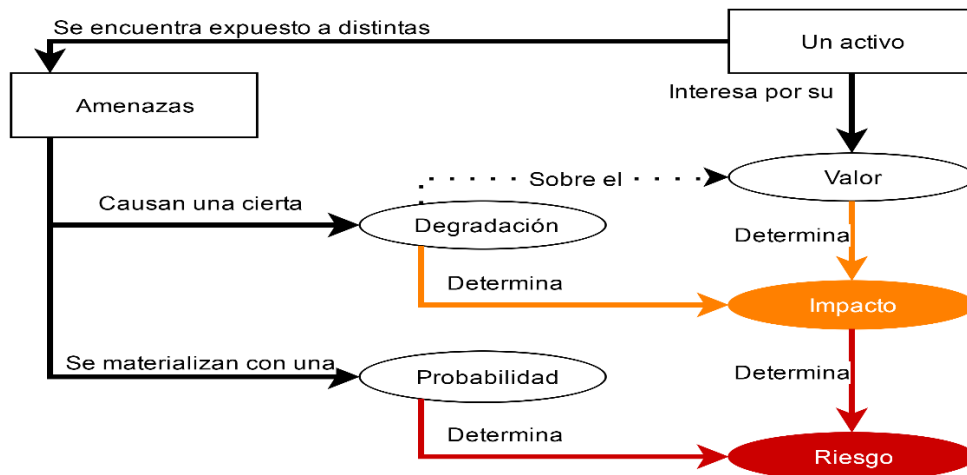 Se encuentra expuesto a distintas
Un activo
Amenazas
Interesa por su
Sobre el
Valor
Causan una cierta
Degradación
Determina
Determina
Impacto
Se materializan con una
Probabilidad
Determina
Determina
Riesgo